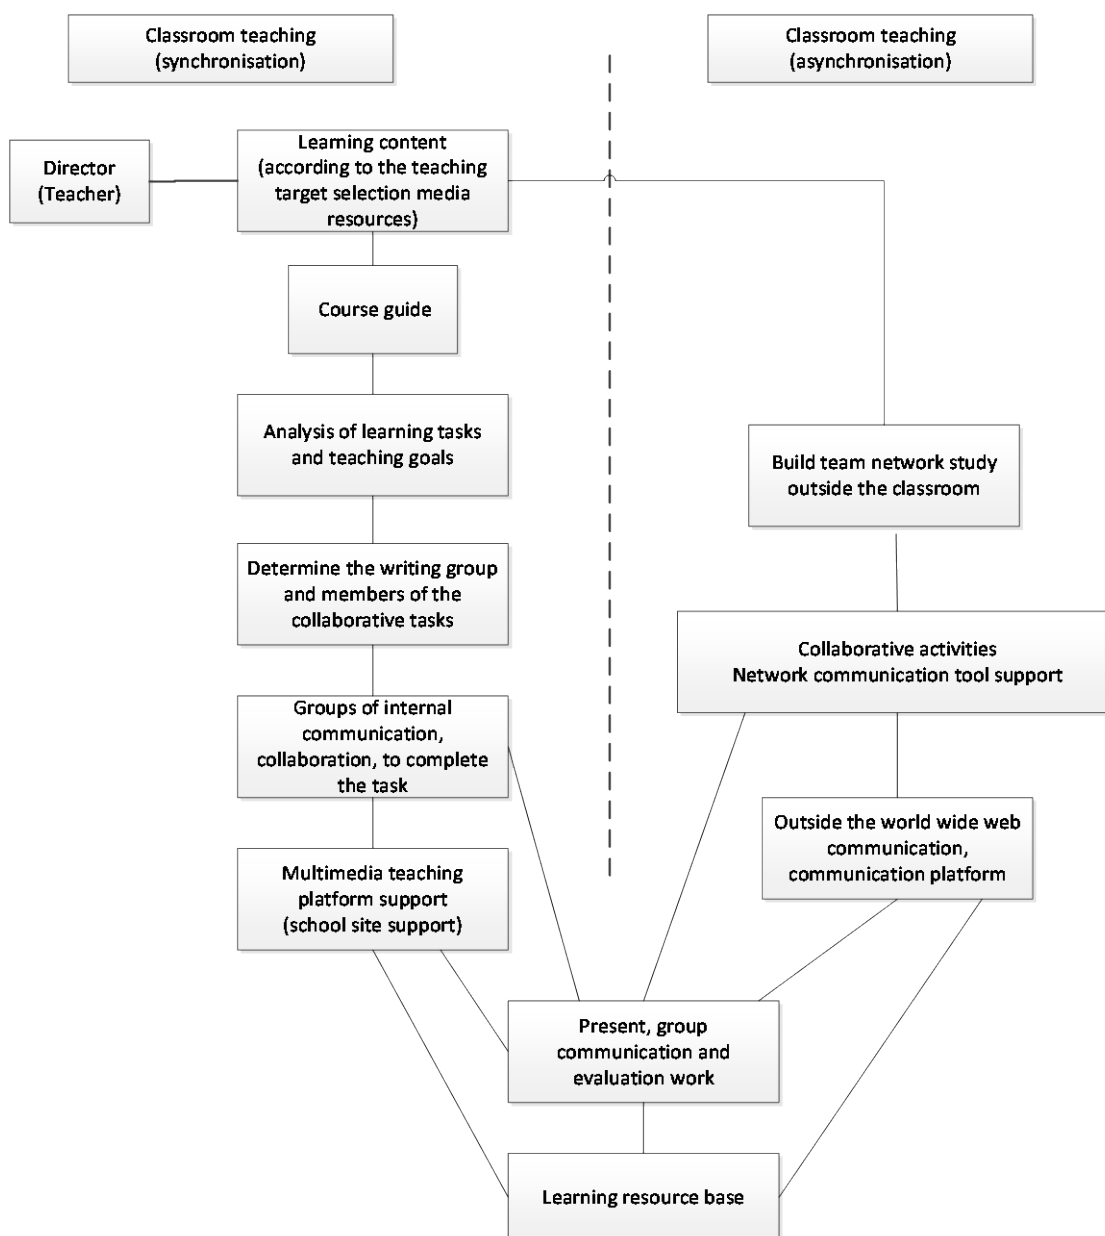 Classroom teaching
(synchronisation)
Classroom teaching
(asynchronisation)
Director
(Teacher)
Learning content
(according to the teaching
target selection media
resources)
Course guide
Analysis of learning tasks
and teaching goals
Build team network study
outside the classroom
Determine the writing group
and members of the
collaborative tasks
Collaborative activities
Network communication tool support
Groups of internal
communication,
collaboration, to complete
the task
Outside the world wide web
communication,
communication platform
Multimedia teaching
platform support
(school site support)
Present, group
communication and
evaluation work
Learning resource base